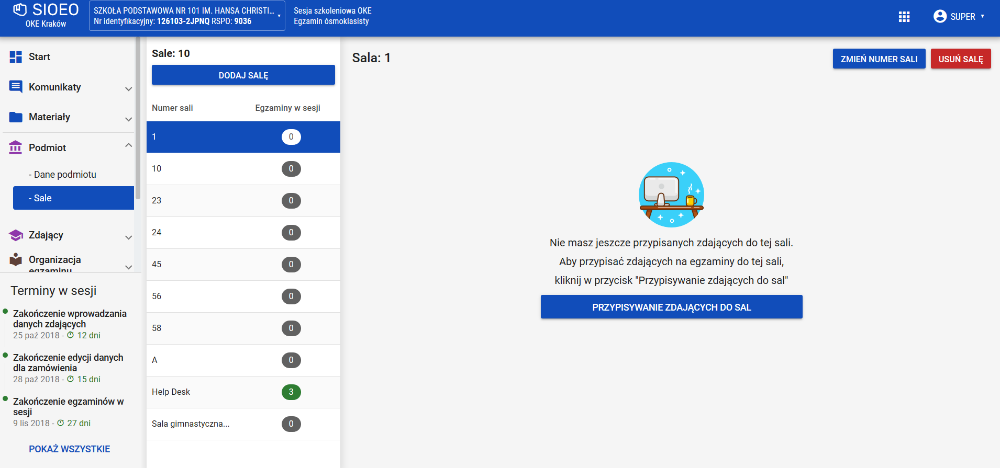 SIOEO
OKE Kraków
SZKOŁA PODSTAWOWA NR 101 IM. HANSA CHRISTI...
Nr identyfikacyjny: 126103-2JPNQ RSPO: 9036
Sesja szkoleniowa OKE
Egzamin ósmoklasisty
SUPER
Start
Komunikaty
Materiały
Podmiot
- Dane podmiotu
- Sale
Zdający
Organizacja
egzaminu
Terminy w sesji
Zakończenie wprowadzania
danych zdających
25 paź 2018 - 12 dni
Zakończenie edycji danych
dla zamówienia
28 paź 2018 - 15 dni
Zakończenie egzaminów w
sesji
9 lis 2018 - 27 dni
POKAŻ WSZYSTKIE
Sale: 10
DODAJ SALĘ
Numer sali Egzaminy w sesji
1 0
10 0
23 0
24 0
45 0
56 0
58 0
A 0
Help Desk 3
Sala gimnastyczna... 0
Sala: 1
ZMIEŃ NUMER SALI
USUŃ SALĘ
Nie masz jeszcze przypisanych zdających do tej sali.
Aby przypisać zdających na egzaminy do tej sali,
kliknij w przycisk "Przypisywanie zdających do sal"
PRZYPISYWANIE ZDAJĄCYCH DO SAL